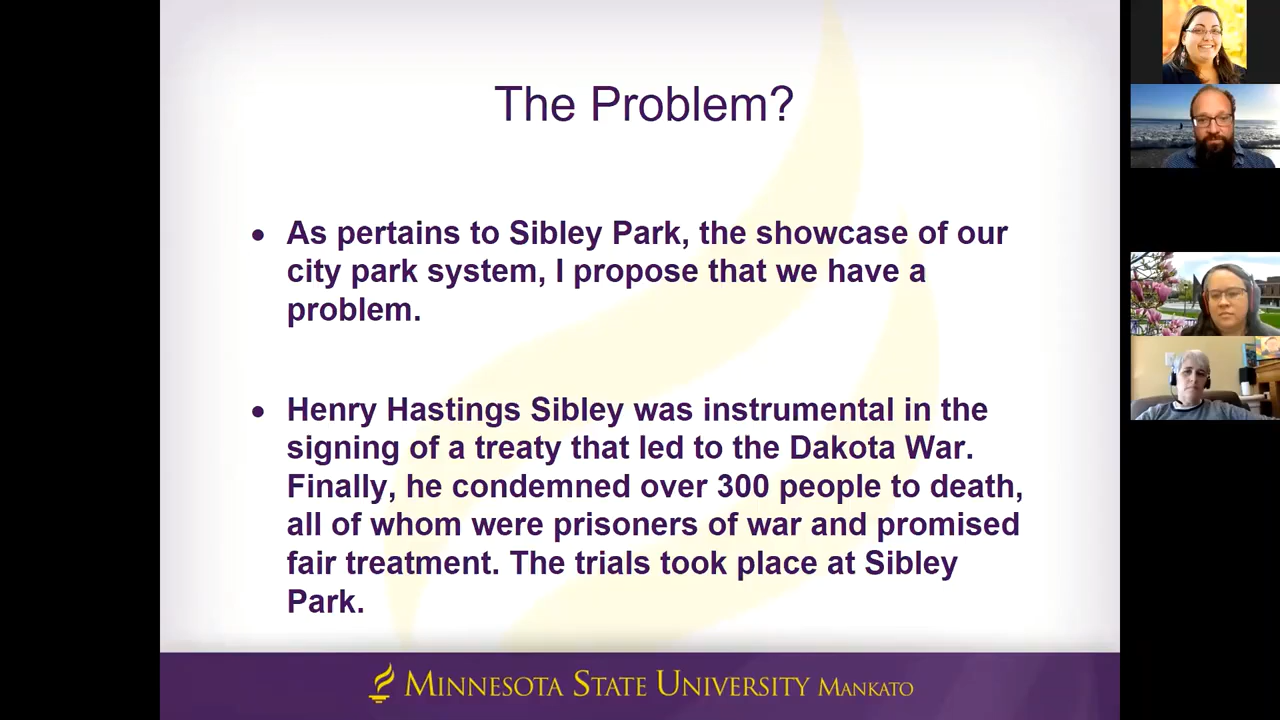 The Problem?
• As pertains to Sibley Park, the showcase of our
city park system, I propose that we have a
problem.
• Henry Hastings Sibley was instrumental in the
signing of a treaty that led to the Dakota War.
Finally, he condemned over 300 people to death,
all of whom were prisoners of war and promised
fair treatment. The trials took place at Sibley
Park.
MINNESOTA STATE UNIVERSITY MANKATO